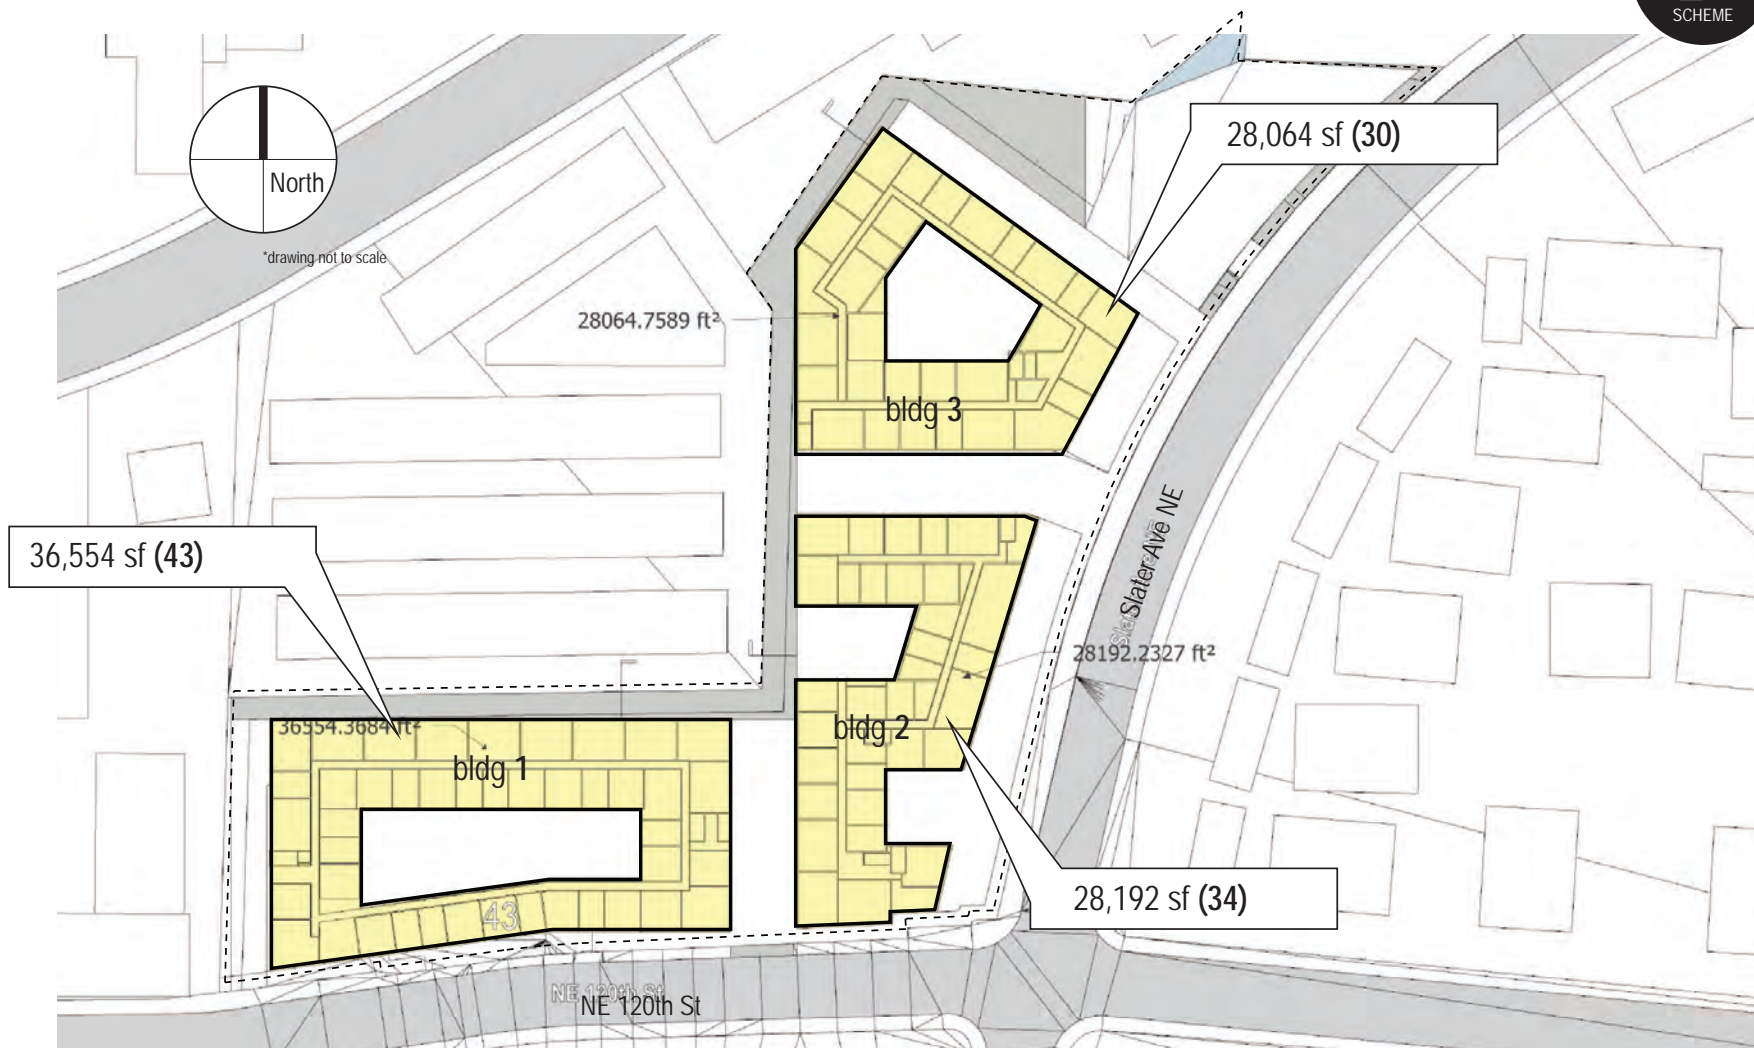 SCHEME
28,064 sf (30)
North
*drawing not to scale
28064.7589 ft²
bldg 3
Slater Ave NE
36,554 sf (43)
28192.2327 ft²
36554.3684 ft²
bldg 2
bldg 1
28,192 sf (34)
43
NE 120th St
NE 120th St